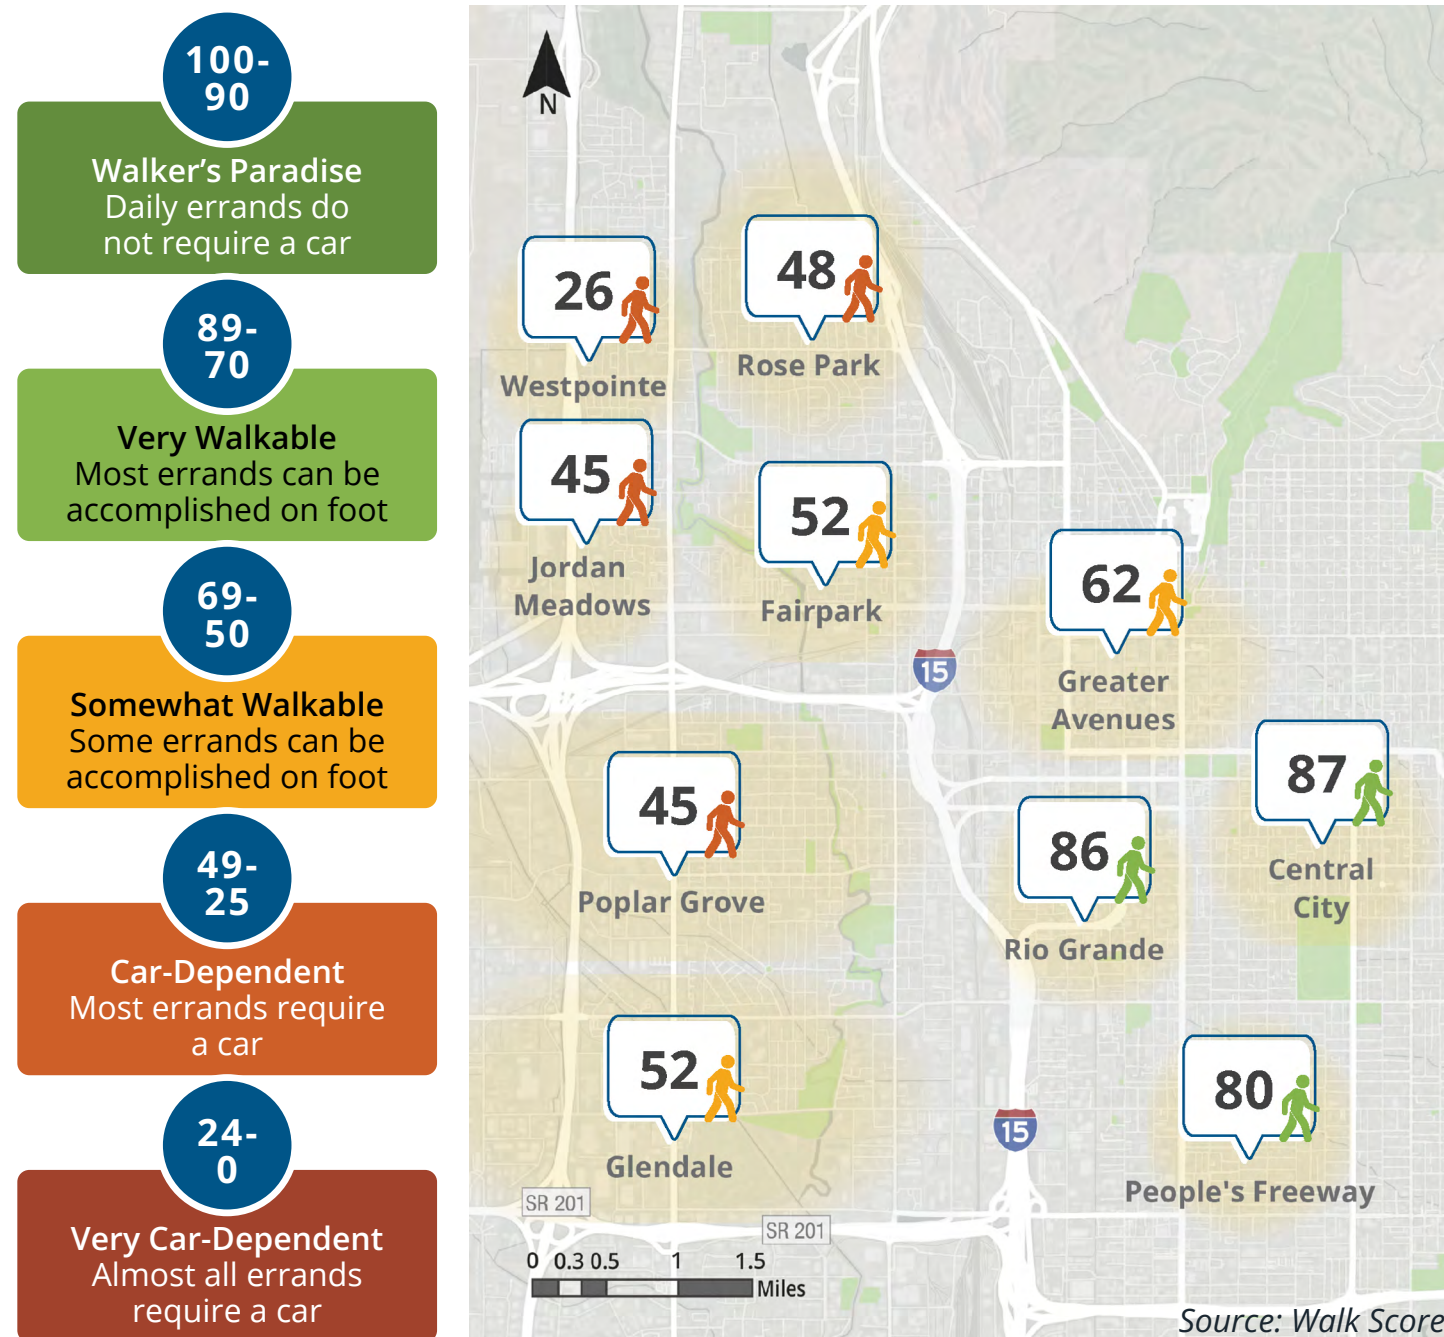 100-
90
Walker’s Paradise
Daily errands do
not require a car
89-
70
Very Walkable
Most errands can be
accomplished on foot
69-
50
Somewhat Walkable
Some errands can be
accomplished on foot
49-
25
Car-Dependent
Most errands require
a car
24-
0
Very Car-Dependent
Almost all errands
require a car
N
26
Westpointe
48
Rose Park
45
Jordan
Meadows
52
Fairpark
62
Greater
Avenues
15
45
Poplar Grove
87
Central
City
86
Rio Grande
52
Glendale
80
People's Freeway
15
SR 201
SR 201
0 0.3 0.5 1 1.5
Miles
Source: Walk Score